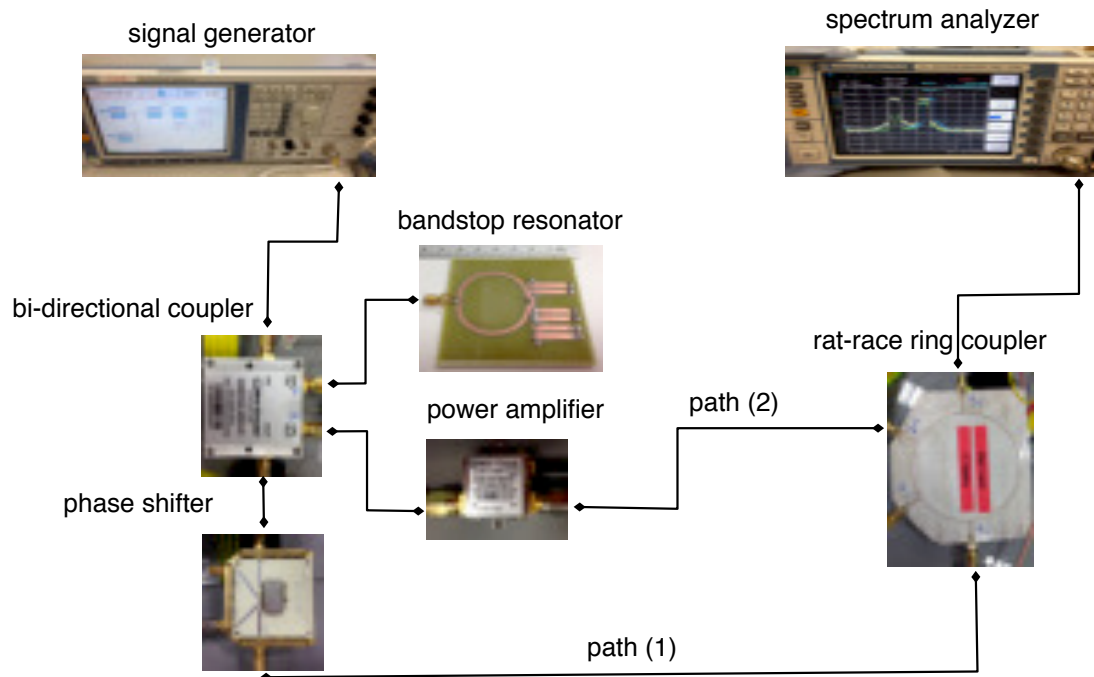 signal generator
spectrum analyzer
bandstop resonator
bi-directional coupler
rat-race ring coupler
power amplifier
path (2)
phase shifter
path (1)